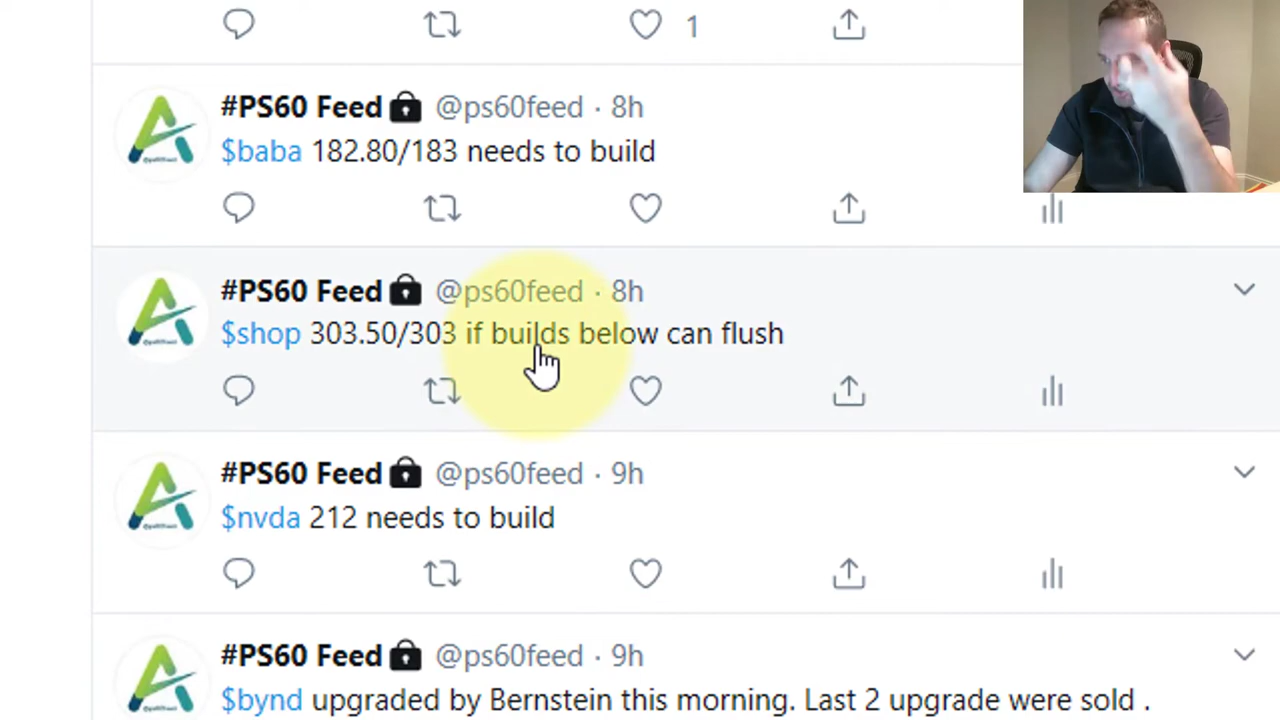 1
#PS60 Feed @ps60feed · 8h
$baba 182.80/183 needs to build
#PS60 Feed @ps60feed · 8h
$shop 303.50/303 if builds below can flush
#PS60 Feed @ps60feed · 9h
$nvda 212 needs to build
#PS60 Feed @ps60feed · 9h
$bynd upgraded by Bernstein this morning. Last 2 upgrade were sold .